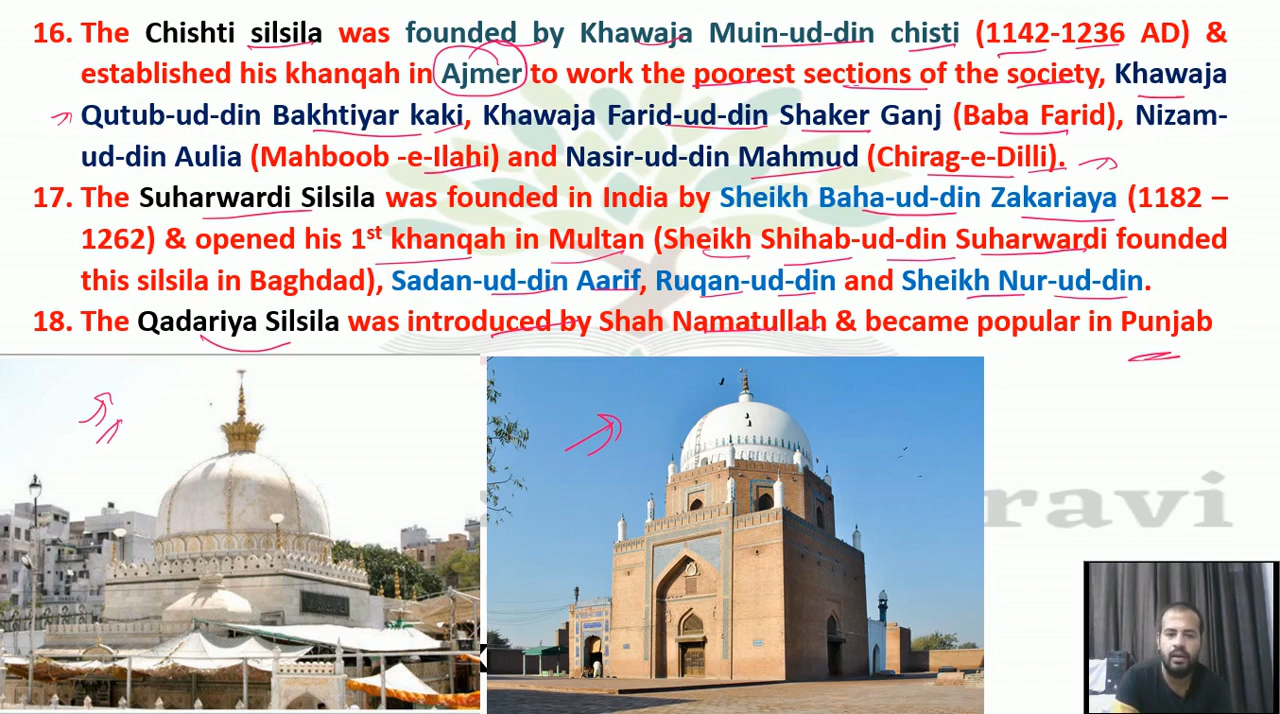 16. The Chishti silsila was founded by Khawaja Muin-ud-din chisti (1142-1236 AD) &
established his khanqah in Ajmer to work the poorest sections of the society, Khawaja
Qutub-ud-din Bakhtiyar kaki, Khawaja Farid-ud-din Shaker Ganj (Baba Farid), Nizam-
ud-din Aulia (Mahboob -e-Ilahi) and Nasir-ud-din Mahmud (Chirag-e-Dilli).
17. The Suharwardi Silsila was founded in India by Sheikh Baha-ud-din Zakariaya (1182 –
1262) & opened his 1st khanqah in Multan (Sheikh Shihab-ud-din Suharwardi founded
this silsila in Baghdad), Sadan-ud-din Aarif, Ruqan-ud-din and Sheikh Nur-ud-din.
18. The Qadariya Silsila was introduced by Shah Namatullah & became popular in Punjab
ravi